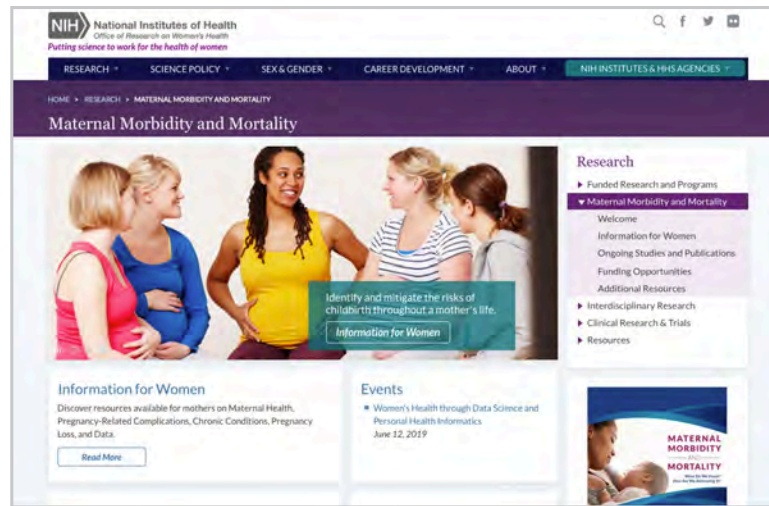 NIH National Institutes of Health
Office of Research on Women's Health
Putting science to work for the health of women
RESEARCH
SCIENCE POLICY
SEX & GENDER
CAREER DEVELOPMENT
ABOUT
NIH INSTITUTES & HHS AGENCIES
HOME RESEARCH MATERNAL MORBIDITY AND MORTALITY
Maternal Morbidity and Mortality
Identify and mitigate the risks of
childbirth throughout a mother's life.
Information for Women
Research
Funded Research and Programs
Maternal Morbidity and Mortality
Welcome
Information for Women
Ongoing Studies and Publications
Funding Opportunities
Additional Resources
Interdisciplinary Research
Clinical Research & Trials
Resources
Information for Women
Discover resources available for mothers on Maternal Health,
Pregnancy-Related Complications, Chronic Conditions, Pregnancy
Loss, and Data.
Read More
Events
Women's Health through Data Science and
Personal Health Informatics
June 12, 2019
MATERNAL
MORBIDITY
AND
MORTALITY
What Do We Know?